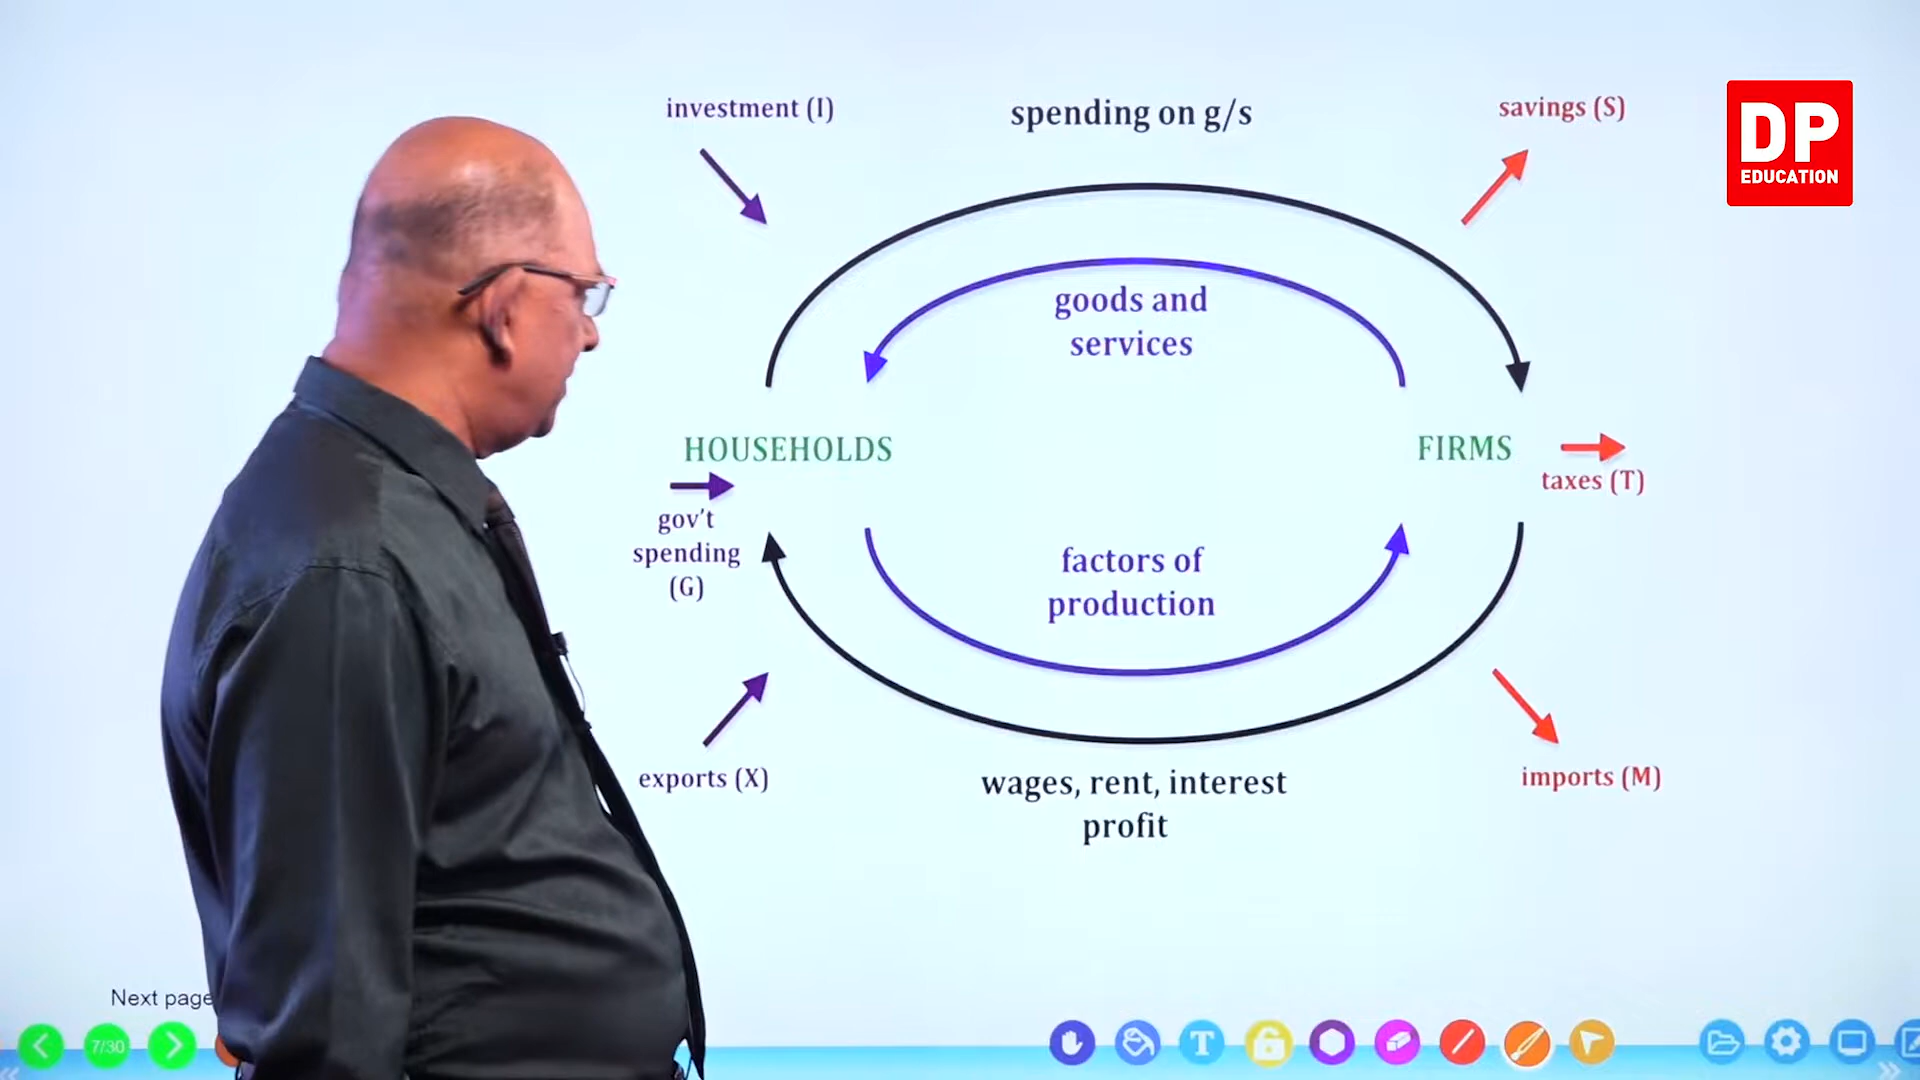 investment (I)
spending on g/s
savings (S)
DP
EDUCATION
goods and
services
HOUSEHOLDS
FIRMS
taxes (T)
gov't
spending
(G)
factors of
production
exports (X)
wages, rent, interest
profit
imports (M)
Next page
7/30
T